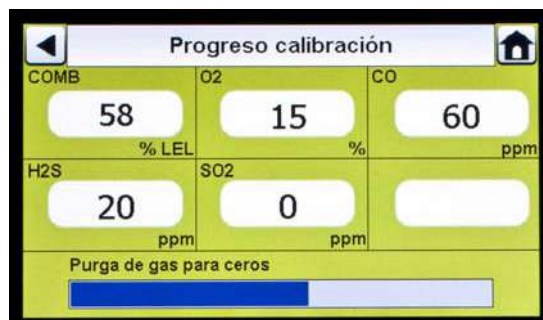 Progreso calibración
COMB
58
% LEL
O2
15
%
CO
60
ppm
H2S
20
ppm
SO2
0
ppm
Purga de gas para ceros